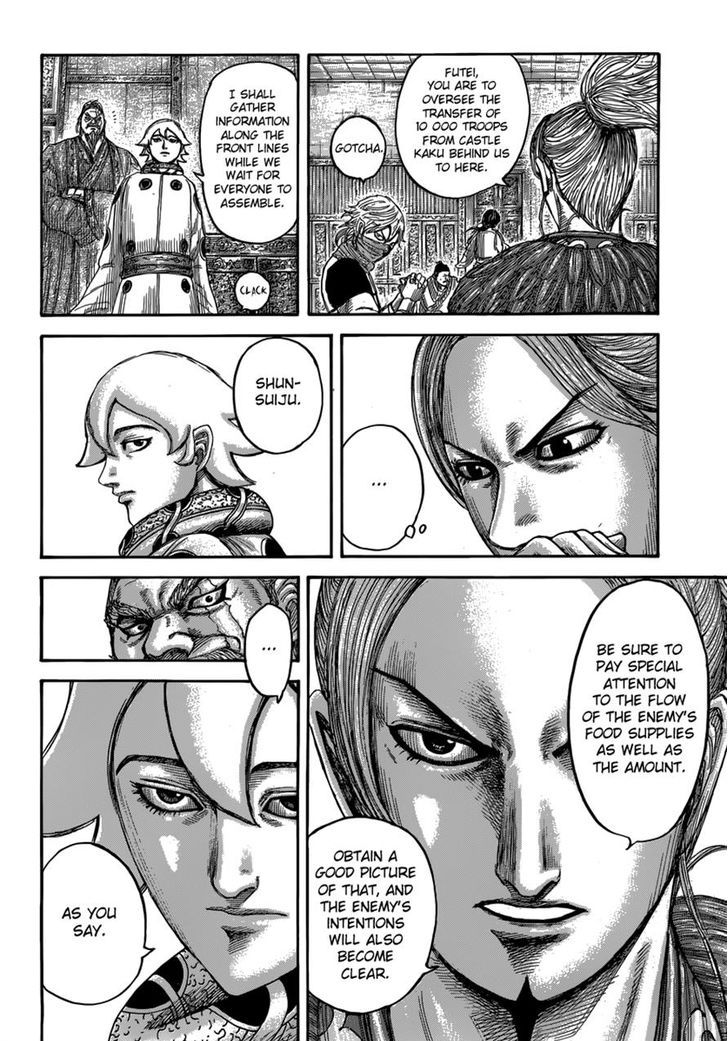 FUTEI,
YOU ARE TO
OVERSEE THE
TRANSFER OF
10 000 TROOPS
FROM CASTLE
KAKU BEHIND US
TO HERE.
GOTCHA.
I SHALL
GATHER
INFORMATION
ALONG THE
FRONT LINES
WHILE WE
WAIT FOR
EVERYONE TO
ASSEMBLE.
CLACK
...
SHUN-
SUIJU.
BE SURE TO
PAY SPECIAL
ATTENTION
TO THE FLOW
OF THE ENEMY'S
FOOD SUPPLIES
AS WELL AS
THE AMOUNT.
OBTAIN A
GOOD PICTURE
OF THAT, AND
THE ENEMY'S
INTENTIONS
WILL ALSO
BECOME
CLEAR.
...
AS YOU
SAY.